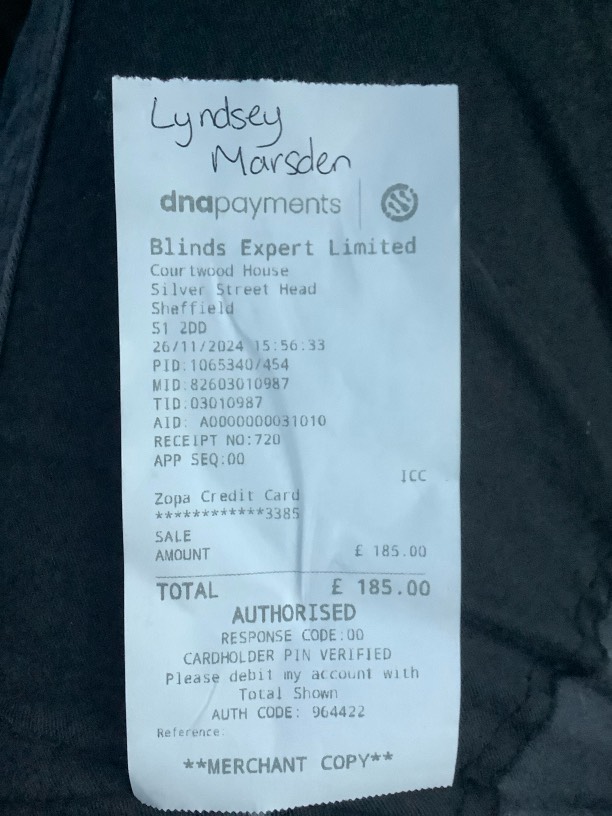 Lyndsey
Marsden
dnapayments
Blinds Expert Limited
Courtwood House
Silver Street Head
Sheffield
S1 2DD
26/11/2024 15:56:33
PID:1065340/454
MID:82603010987
TID:03010987
AID: A0000000031010
RECEIPT NO:720
APP SEQ:00
ICC
Zopa Credit Card
************3385
SALE
AMOUNT £ 185.00
TOTAL £ 185.00
AUTHORISED
RESPONSE CODE:00
CARDHOLDER PIN VERIFIED
Please debit my account with
Total Shown
AUTH CODE: 964422
Reference:
**MERCHANT COPY**